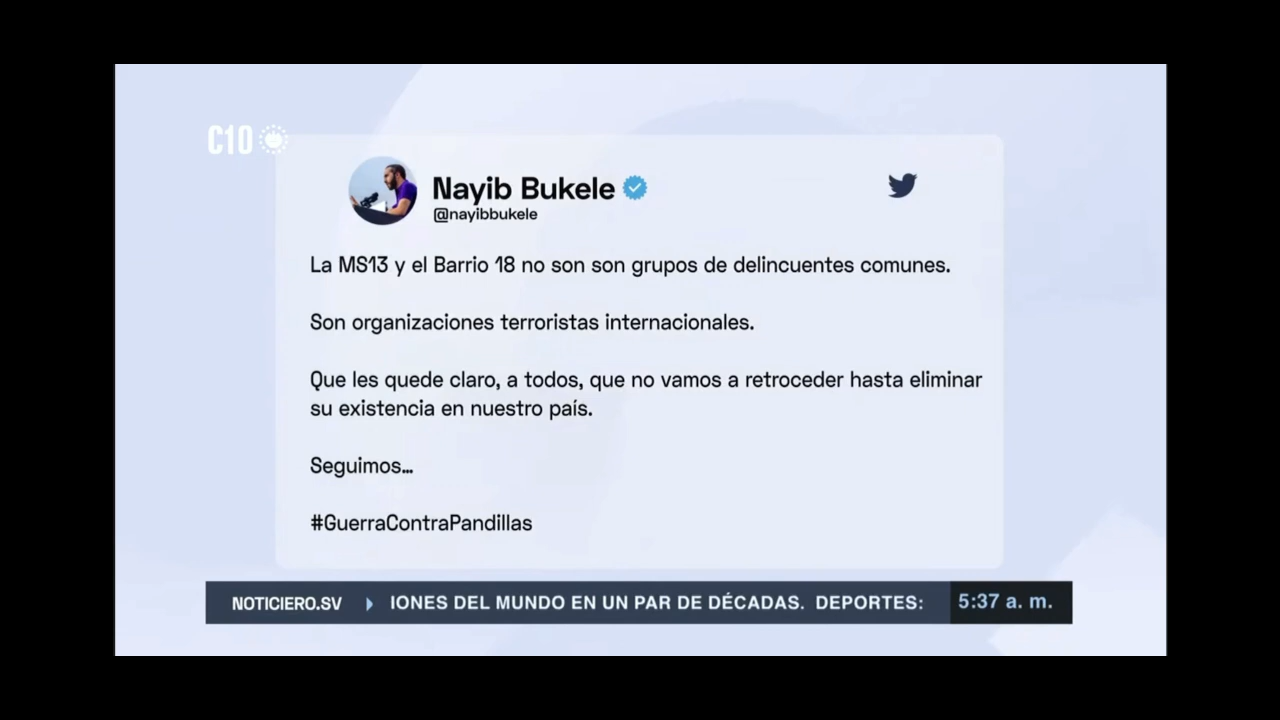 C10
Nayib Bukele
@nayibbukele
La MS13 y el Barrio 18 no son son grupos de delincuentes comunes.
Son organizaciones terroristas internacionales.
Que les quede claro, a todos, que no vamos a retroceder hasta eliminar
su existencia en nuestro país.
Seguimos...
#GuerraContraPandillas
NOTICIERO.SV IONES DEL MUNDO EN UN PAR DE DÉCADAS. DEPORTES: 5:37 a. m.